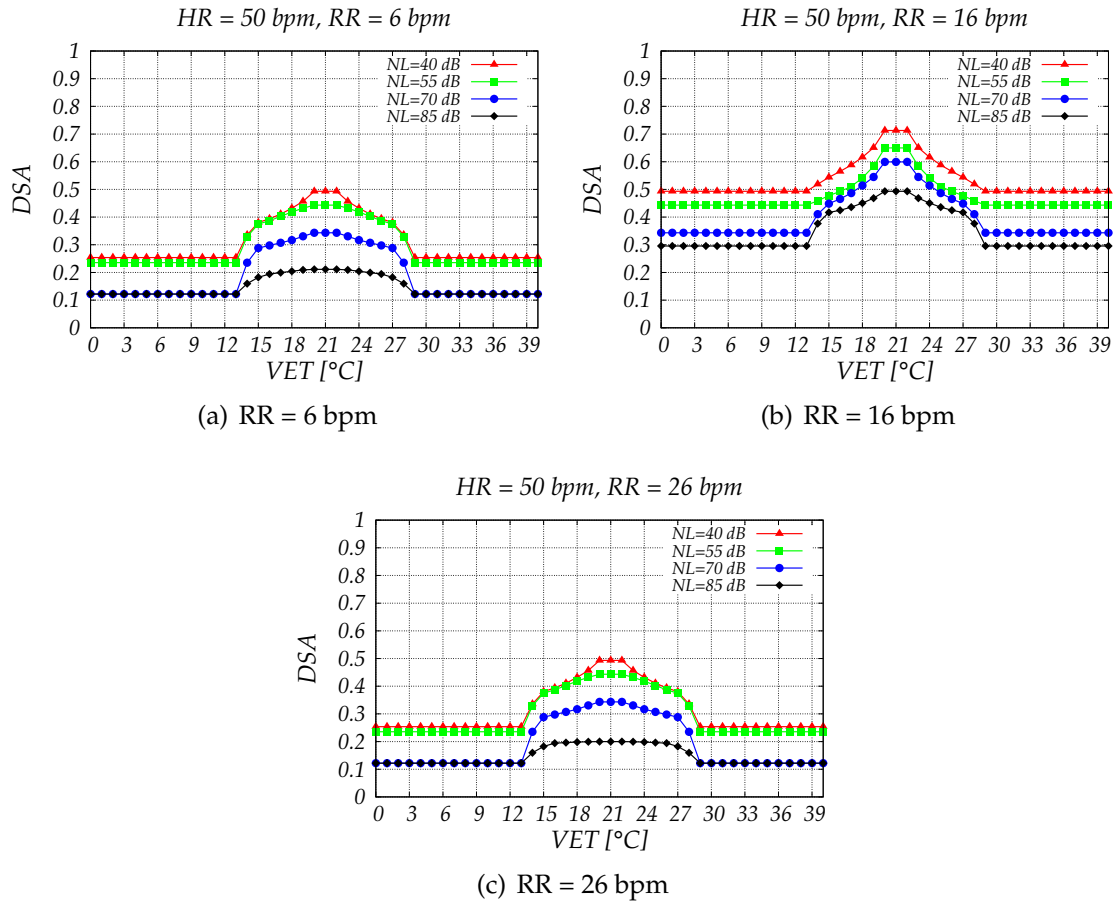 HR = 50 bpm, RR = 6 bpm
1
0.9
0.8
0.7
0.6
0.5
0.4
0.3
0.2
0.1
0
DSA
NL=40 dB
NL=55 dB
NL=70 dB
NL=85 dB
0 3 6 9 12 15 18 21 24 27 30 33 36 39
VET [°C]
(a) RR = 6 bpm
HR = 50 bpm, RR = 16 bpm
1
0.9
0.8
0.7
0.6
0.5
0.4
0.3
0.2
0.1
0
DSA
NL=40 dB
NL=55 dB
NL=70 dB
NL=85 dB
0 3 6 9 12 15 18 21 24 27 30 33 36 39
VET [°C]
(b) RR = 16 bpm
HR = 50 bpm, RR = 26 bpm
1
0.9
0.8
0.7
0.6
0.5
0.4
0.3
0.2
0.1
0
DSA
NL=40 dB
NL=55 dB
NL=70 dB
NL=85 dB
0 3 6 9 12 15 18 21 24 27 30 33 36 39
VET [°C]
(c) RR = 26 bpm